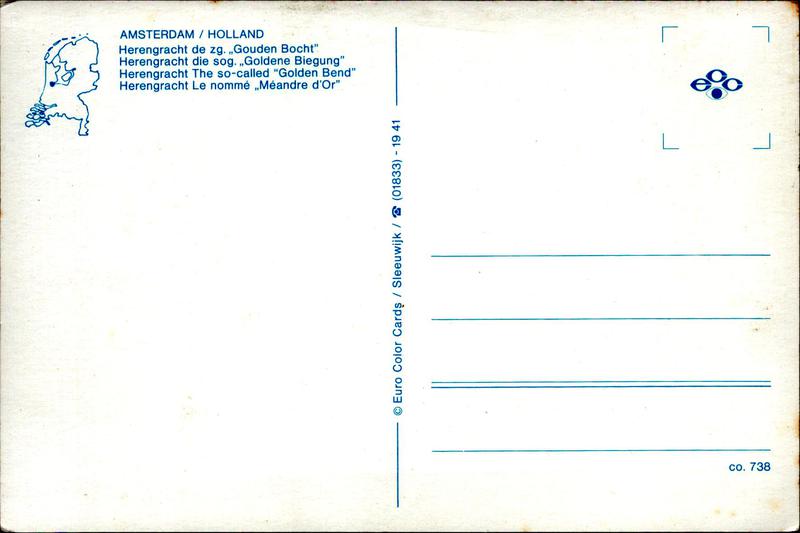 AMSTERDAM / HOLLAND
Herengracht de zg. „Gouden Bocht”
Herengracht die sog. „Goldene Biegung”
Herengracht The so-called “Golden Bend”
Herengracht Le nommé „Méandre d'Or”
© Euro Color Cards / Sleeuwijk / ☎ (01833) - 19 41
ecc
co. 738